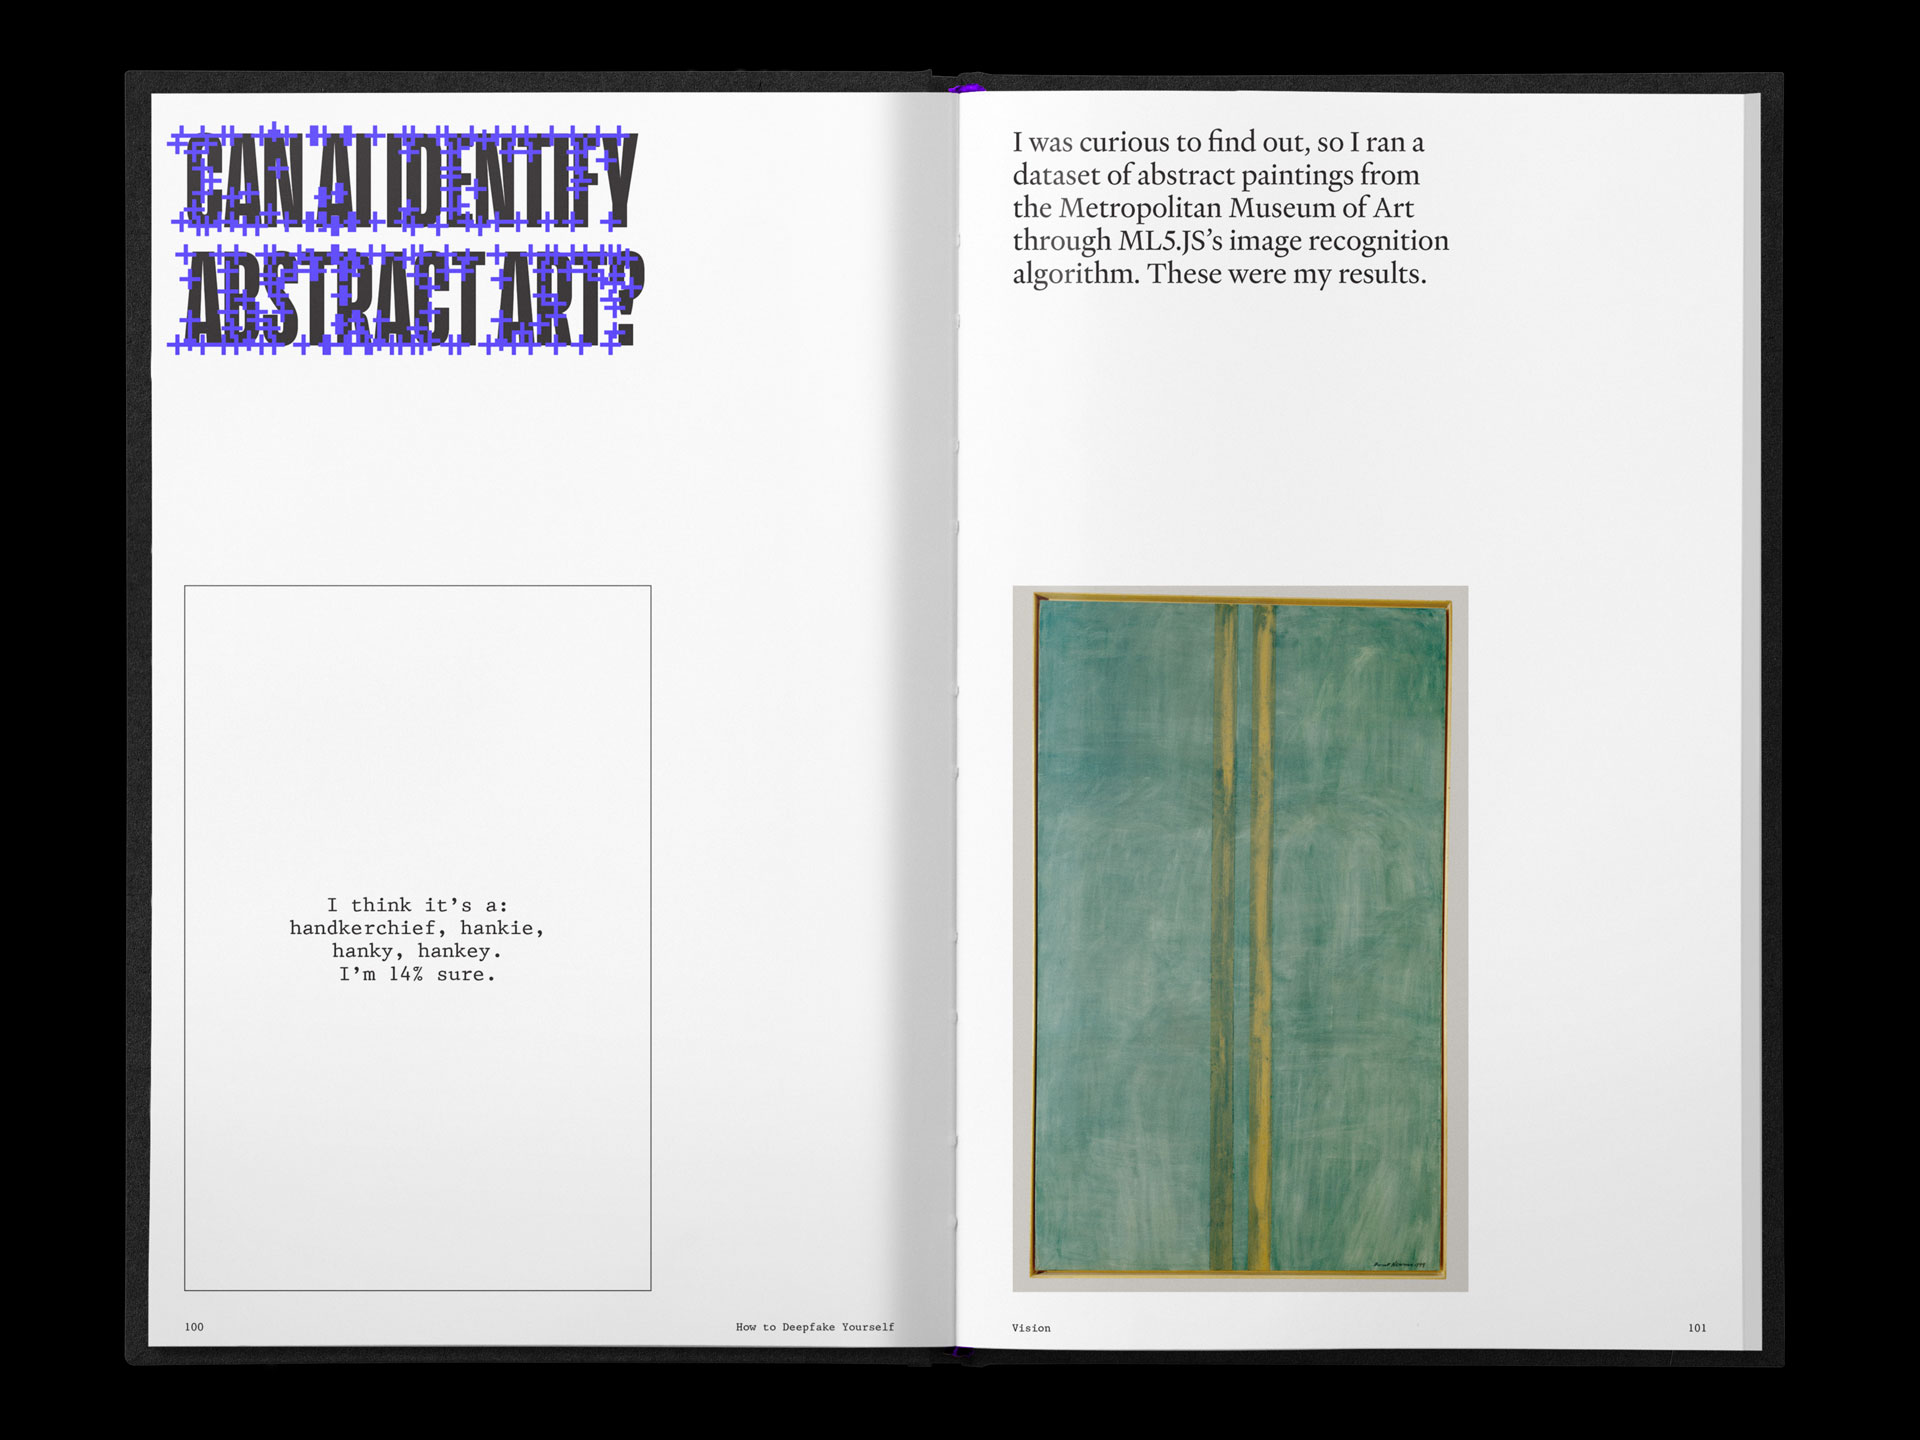 CAN AI IDENTIFY
ABSTRACT ART?
I think it’s a:
handkerchief, hankie,
hanky, hankey.
I’m 14% sure.
100
How to Deepfake Yourself
I was curious to find out, so I ran a
dataset of abstract paintings from
the Metropolitan Museum of Art
through ML5.JS’s image recognition
algorithm. These were my results.
Vision
101